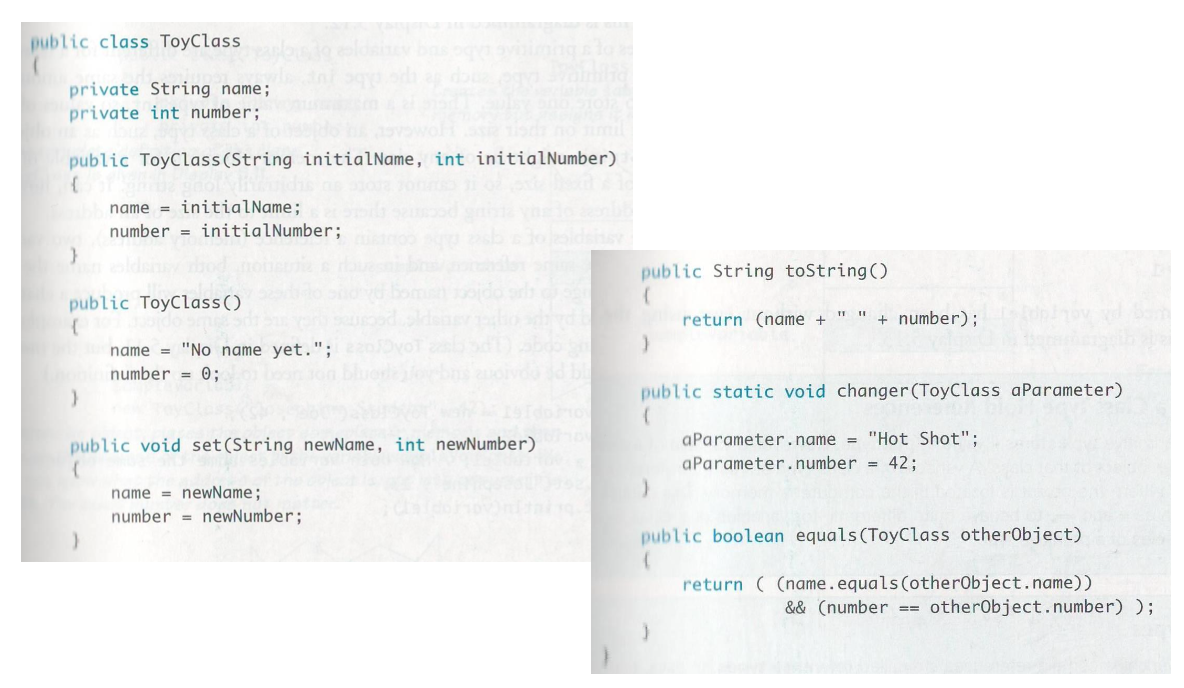 public class ToyClass
{
    private String name;
    private int number;
    public ToyClass(String initialName, int initialNumber)
    {
        name = initialName;
        number = initialNumber;
    }
    public ToyClass()
    {
        name = "No name yet.";
        number = 0;
    }
    public void set(String newName, int newNumber)
    {
        name = newName;
        number = newNumber;
    }
    public String toString()
    {
        return (name + " " + number);
    }
    public static void changer(ToyClass aParameter)
    {
        aParameter.name = "Hot Shot";
        aParameter.number = 42;
    }
    public boolean equals(ToyClass otherObject)
    {
        return ( (name.equals(otherObject.name))
                && (number == otherObject.number) );
    }
}